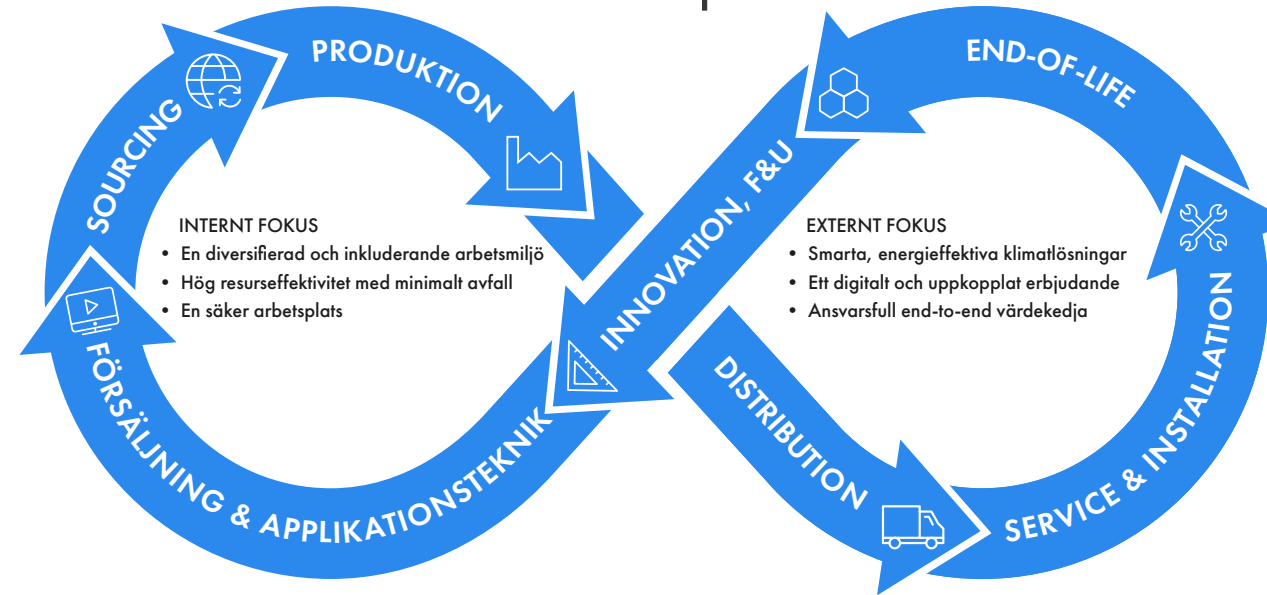 PRODUKTION
END-OF-LIFE
SOURCING
INNOVATION, F&U
INTERNT FOKUS
• En diversifierad och inkluderande arbetsmiljö
• Hög resurseffektivitet med minimalt avfall
• En säker arbetsplats
EXTERNT FOKUS
• Smarta, energieffektiva klimatlösningar
• Ett digitalt och uppkopplat erbjudande
• Ansvarsfull end-to-end värdekedja
FÖRSÄLJNING & APPLIKATIONSTEKNIK
DISTRIBUTION
SERVICE & INSTALLATION